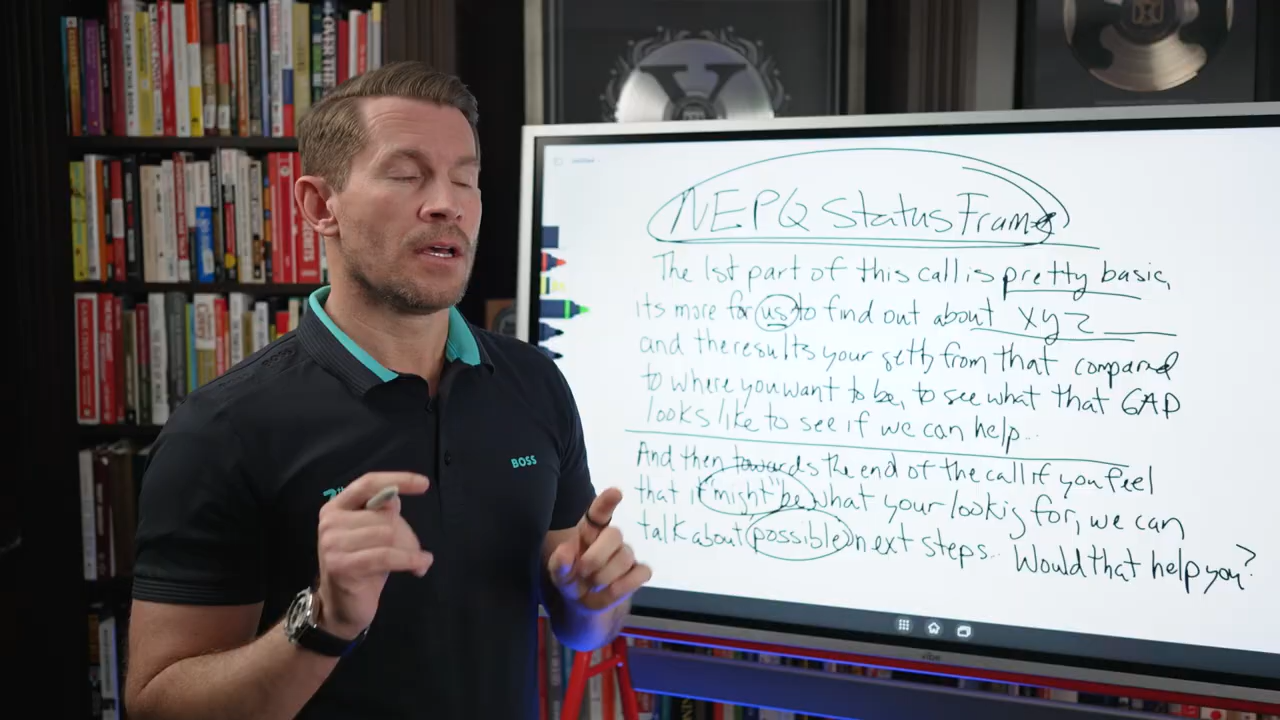 NEPQ Status Frame
The 1st part of this call is pretty basic,
its more for us to find out about xyz
and the results your gettg from that compared
to where you want to be, to see what that GAP
looks like to see if we can help...
And then towards the end of the call if you feel
that it "might" be what your lookig for, we can
talk about possible next steps... Would that help you?
BOSS
BOSS
vibe